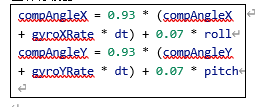 compAngleX = 0.93 * (compAngleX
+ gyroXRate * dt) + 0.07 * roll
compAngleY = 0.93 * (compAngleY
+ gyroYRate * dt) + 0.07 * pitch